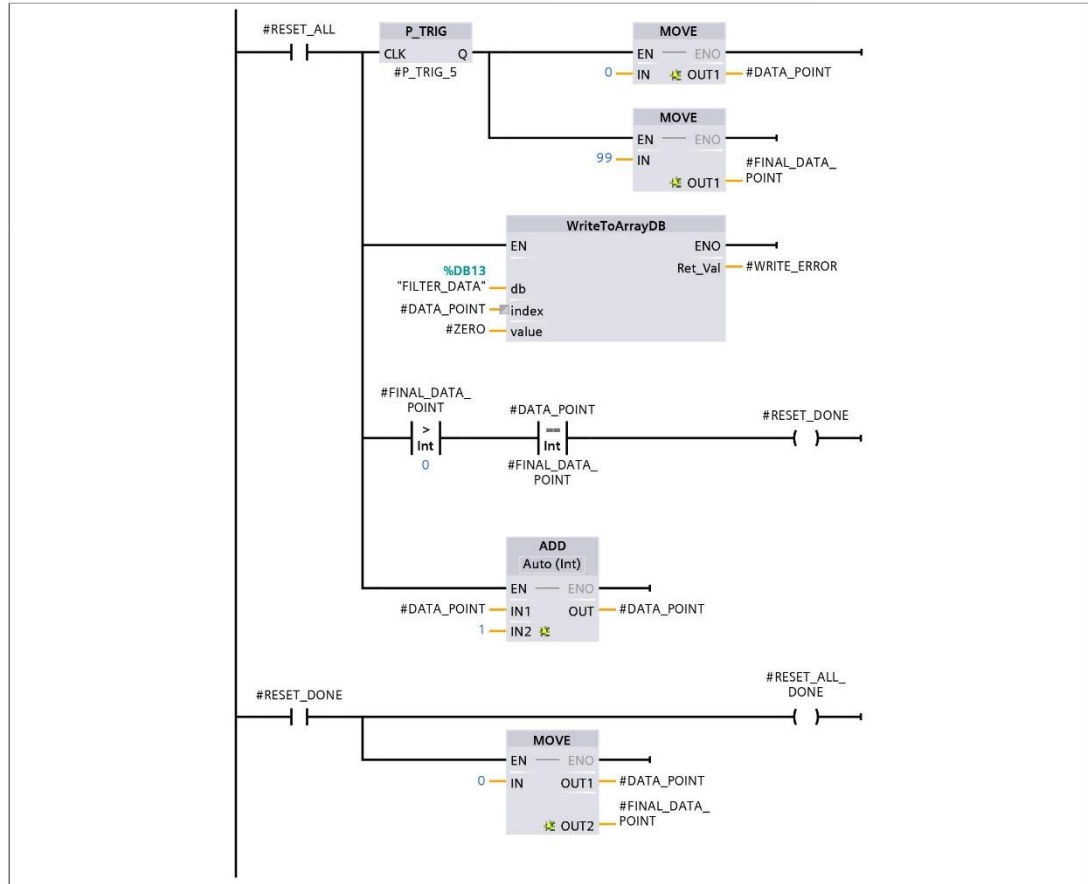 #RESET_ALL
P_TRIG
CLK Q
#P_TRIG_5
MOVE
EN ENO
0 IN OUT1 #DATA_POINT
MOVE
EN ENO
99 IN
#FINAL_DATA_
POINT
OUT1
WriteToArrayDB
EN ENO
Ret_Val #WRITE_ERROR
%DB13
"FILTER_DATA" db
#DATA_POINT index
#ZERO value
#FINAL_DATA_
POINT
>
Int
0
#DATA_POINT
==
Int
#FINAL_DATA_
POINT
#RESET_DONE
( )
ADD
Auto (Int)
EN ENO
#DATA_POINT IN1 OUT #DATA_POINT
1 IN2
#RESET_DONE
#RESET_ALL_
DONE
( )
MOVE
EN ENO
0 IN OUT1 #DATA_POINT
#FINAL_DATA_
POINT
OUT2